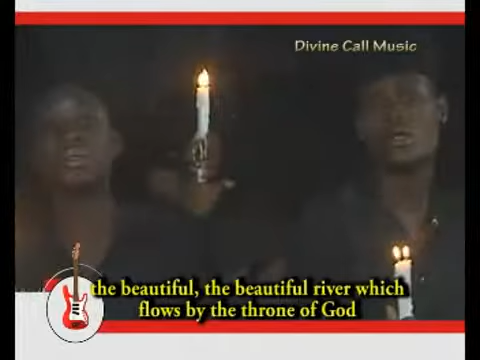 Divine Call Music
the beautiful, the beautiful river which
flows by the throne of God